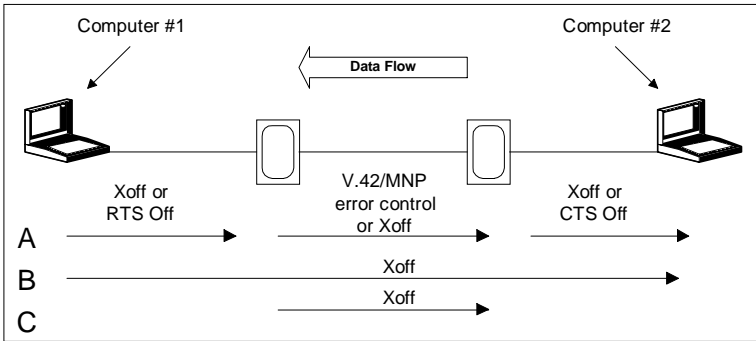 Computer #1
Computer #2
Data Flow
Xoff or
RTS Off
V.42/MNP
error control
or Xoff
Xoff or
CTS Off
A
B
Xoff
C
Xoff